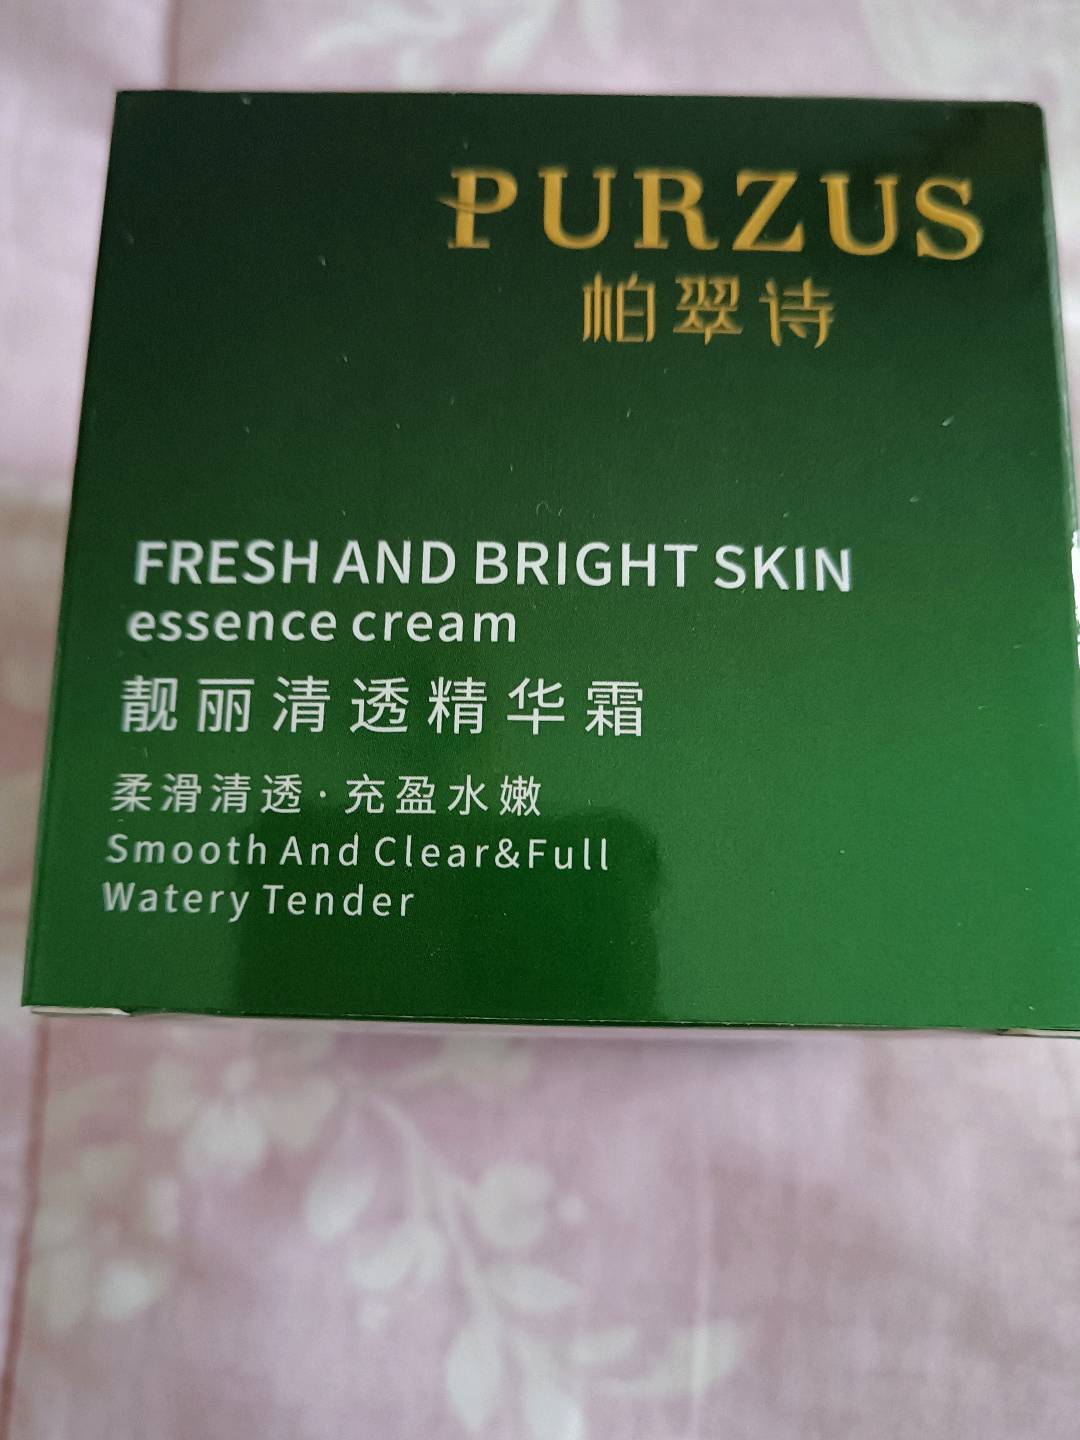 PURZUS
帕翠诗
FRESH AND BRIGHT SKIN
essence cream
靓丽清透精华霜
柔滑清透·充盈水嫩
Smooth And Clear&Full
Watery Tender